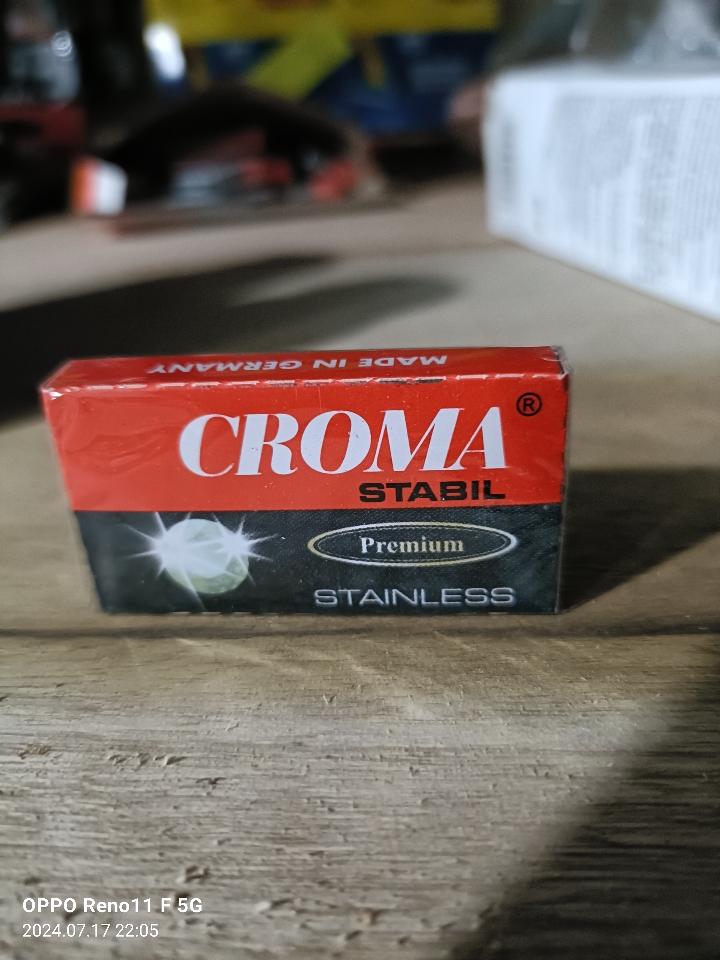 MADE IN GERMANY
CROMA®
STABIL
Premium
STAINLESS
OPPO Reno11 F 5G
2024.07.17 22:05